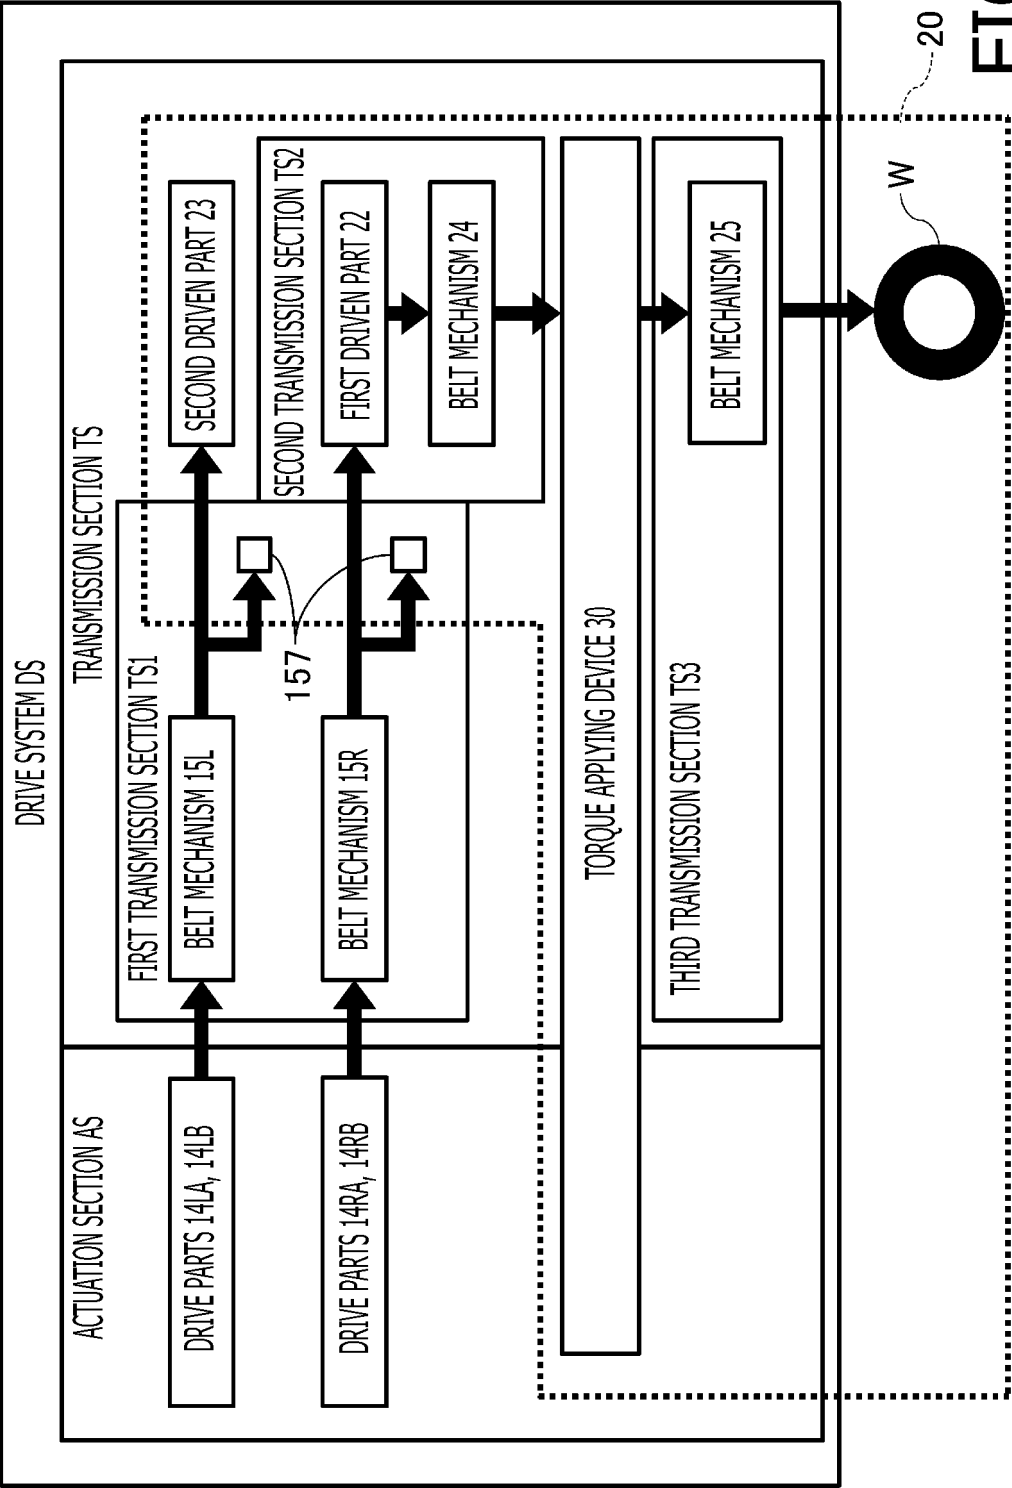 DRIVE SYSTEM DS
ACTUATION SECTION AS
TRANSMISSION SECTION TS
FIRST TRANSMISSION SECTION TS1
DRIVE PARTS 14LA, 14LB
BELT MECHANISM 15L
SECOND DRIVEN PART 23
157
SECOND TRANSMISSION SECTION TS2
DRIVE PARTS 14RA, 14RB
BELT MECHANISM 15R
FIRST DRIVEN PART 22
BELT MECHANISM 24
TORQUE APPLYING DEVICE 30
THIRD TRANSMISSION SECTION TS3
BELT MECHANISM 25
W
20